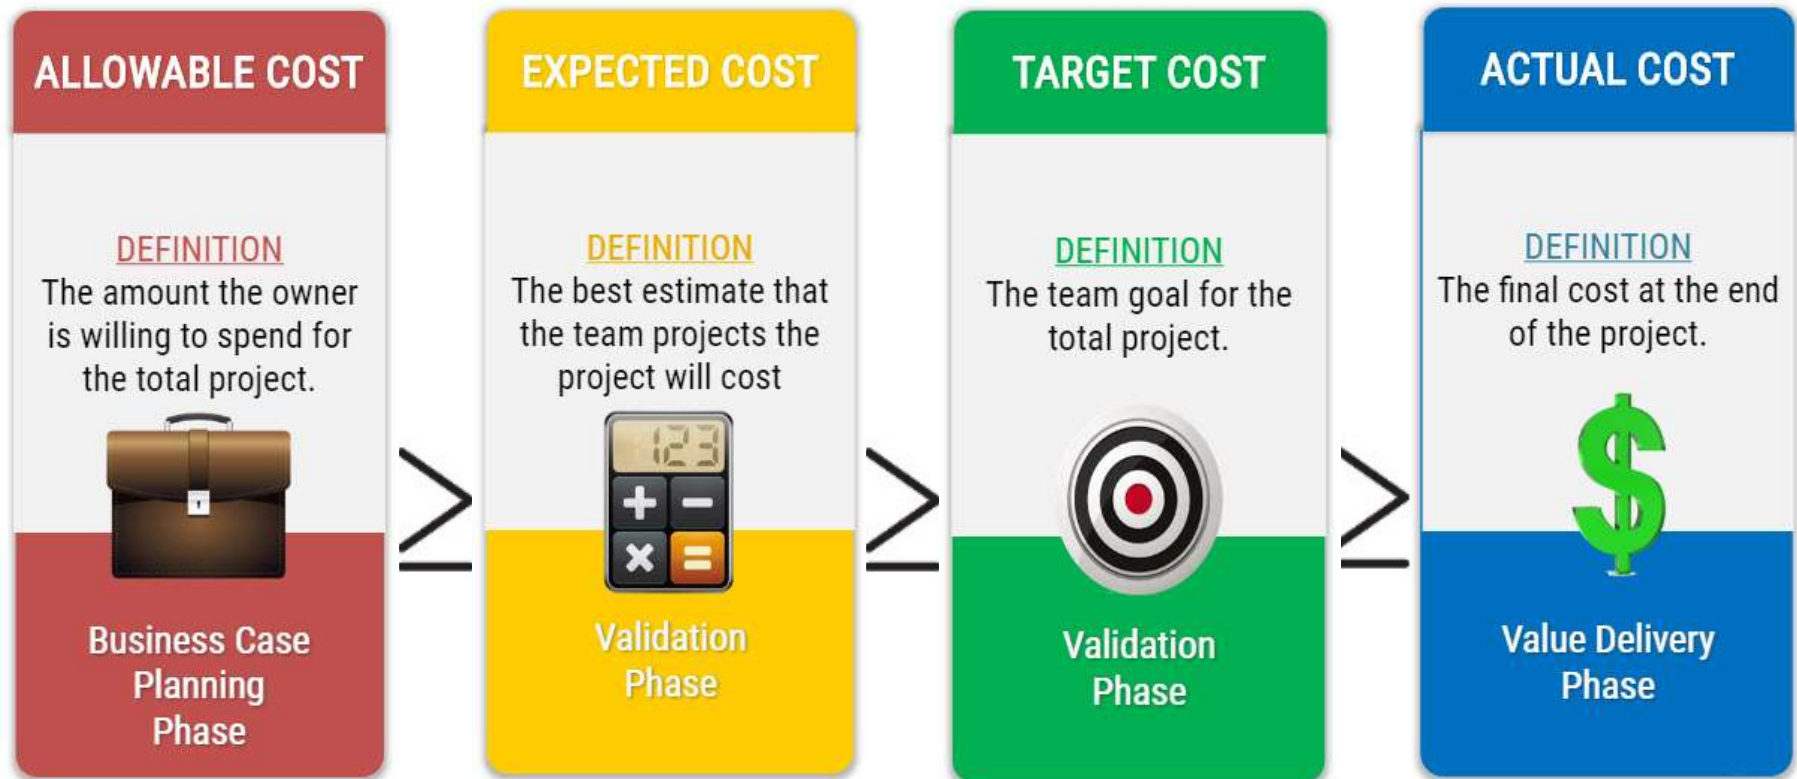 ALLOWABLE COST
DEFINITION
The amount the owner
is willing to spend for
the total project.
Business Case
Planning
Phase
≥
EXPECTED COST
DEFINITION
The best estimate that
the team projects the
project will cost
123
+ −
× =
Validation
Phase
≥
TARGET COST
DEFINITION
The team goal for the
total project.
Validation
Phase
≥
ACTUAL COST
DEFINITION
The final cost at the end
of the project.
$
Value Delivery
Phase